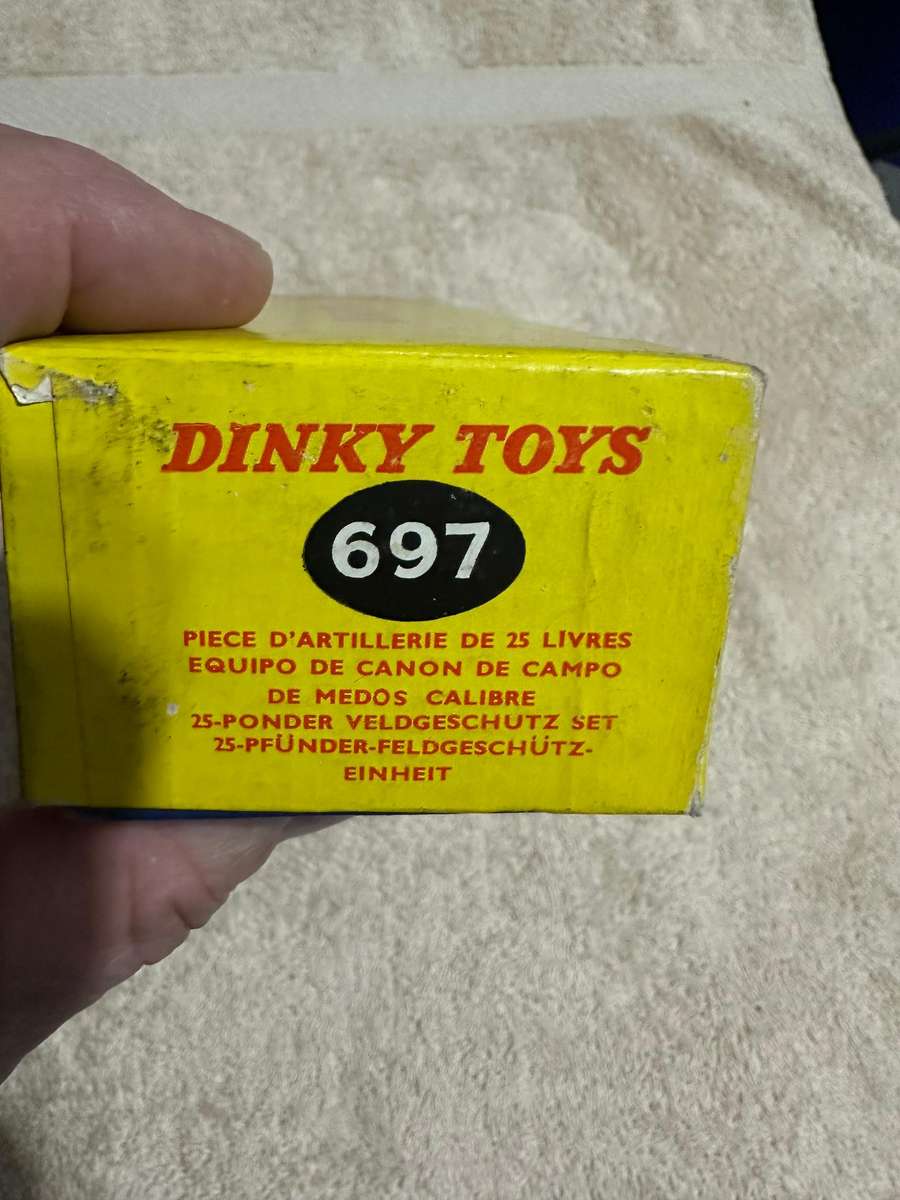 DINKY TOYS
697
PIECE D'ARTILLERIE DE 25 LIVRES
EQUIPO DE CANON DE CAMPO
DE MEDOS CALIBRE
25-PONDER VELDGESCHUTZ SET
25-PFÜNDER-FELDGESCHÜTZ-
EINHEIT